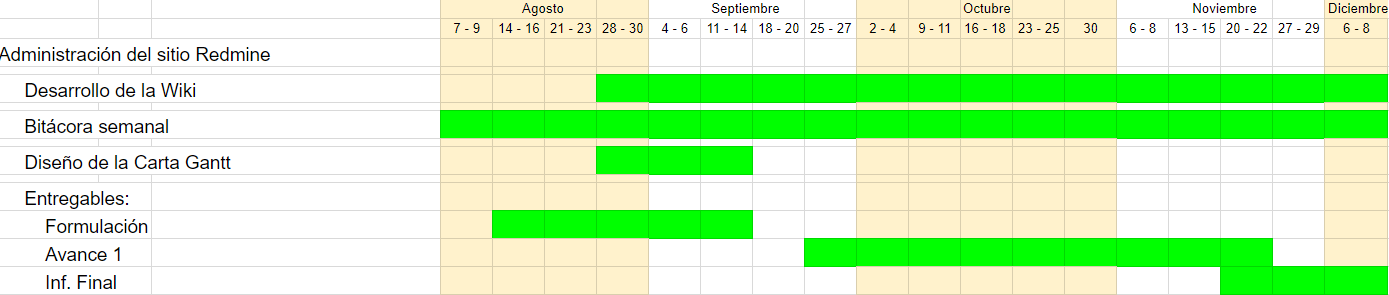 Agosto Septiembre Octubre Noviembre Diciembre
7 - 9 14 - 16 21 - 23 28 - 30 4 - 6 11 - 14 18 - 20 25 - 27 2 - 4 9 - 11 16 - 18 23 - 25 30 6 - 8 13 - 15 20 - 22 27 - 29 6 - 8
Administración del sitio Redmine
Desarrollo de la Wiki
Bitácora semanal
Diseño de la Carta Gantt
Entregables:
Formulación
Avance 1
Inf. Final